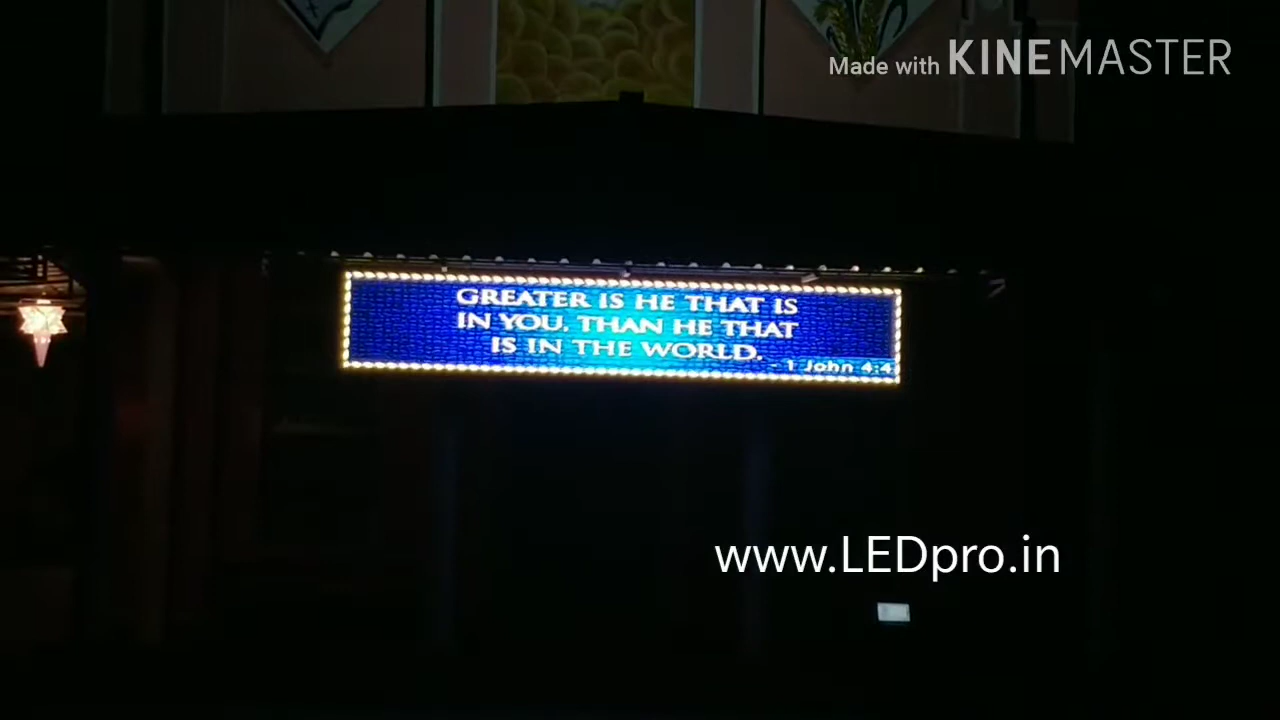 Made with KINEMASTER
GREATER IS HE THAT IS
IN YOU, THAN HE THAT
IS IN THE WORLD.
- 1 John 4:4
www.LEDpro.in